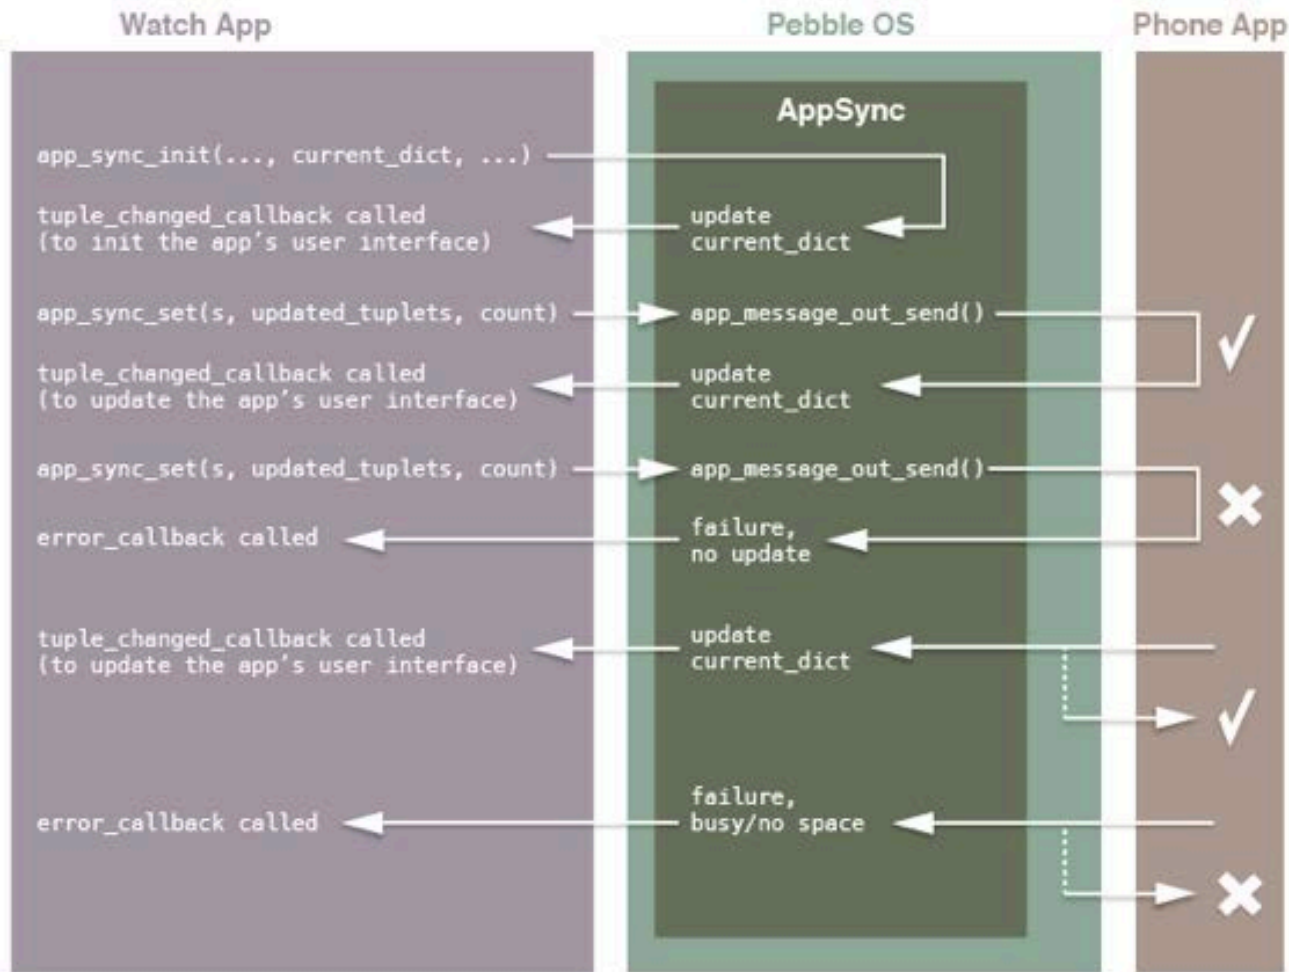 Watch App
Pebble OS
Phone App
AppSync
app_sync_init(..., current_dict, ...)
tuple_changed_callback called
(to init the app's user interface)
update
current_dict
app_sync_set(s, updated_tuplets, count)
app_message_out_send()
tuple_changed_callback called
(to update the app's user interface)
update
current_dict
app_sync_set(s, updated_tuplets, count)
app_message_out_send()
error_callback called
failure,
no update
tuple_changed_callback called
(to update the app's user interface)
update
current_dict
error_callback called
failure,
busy/no space